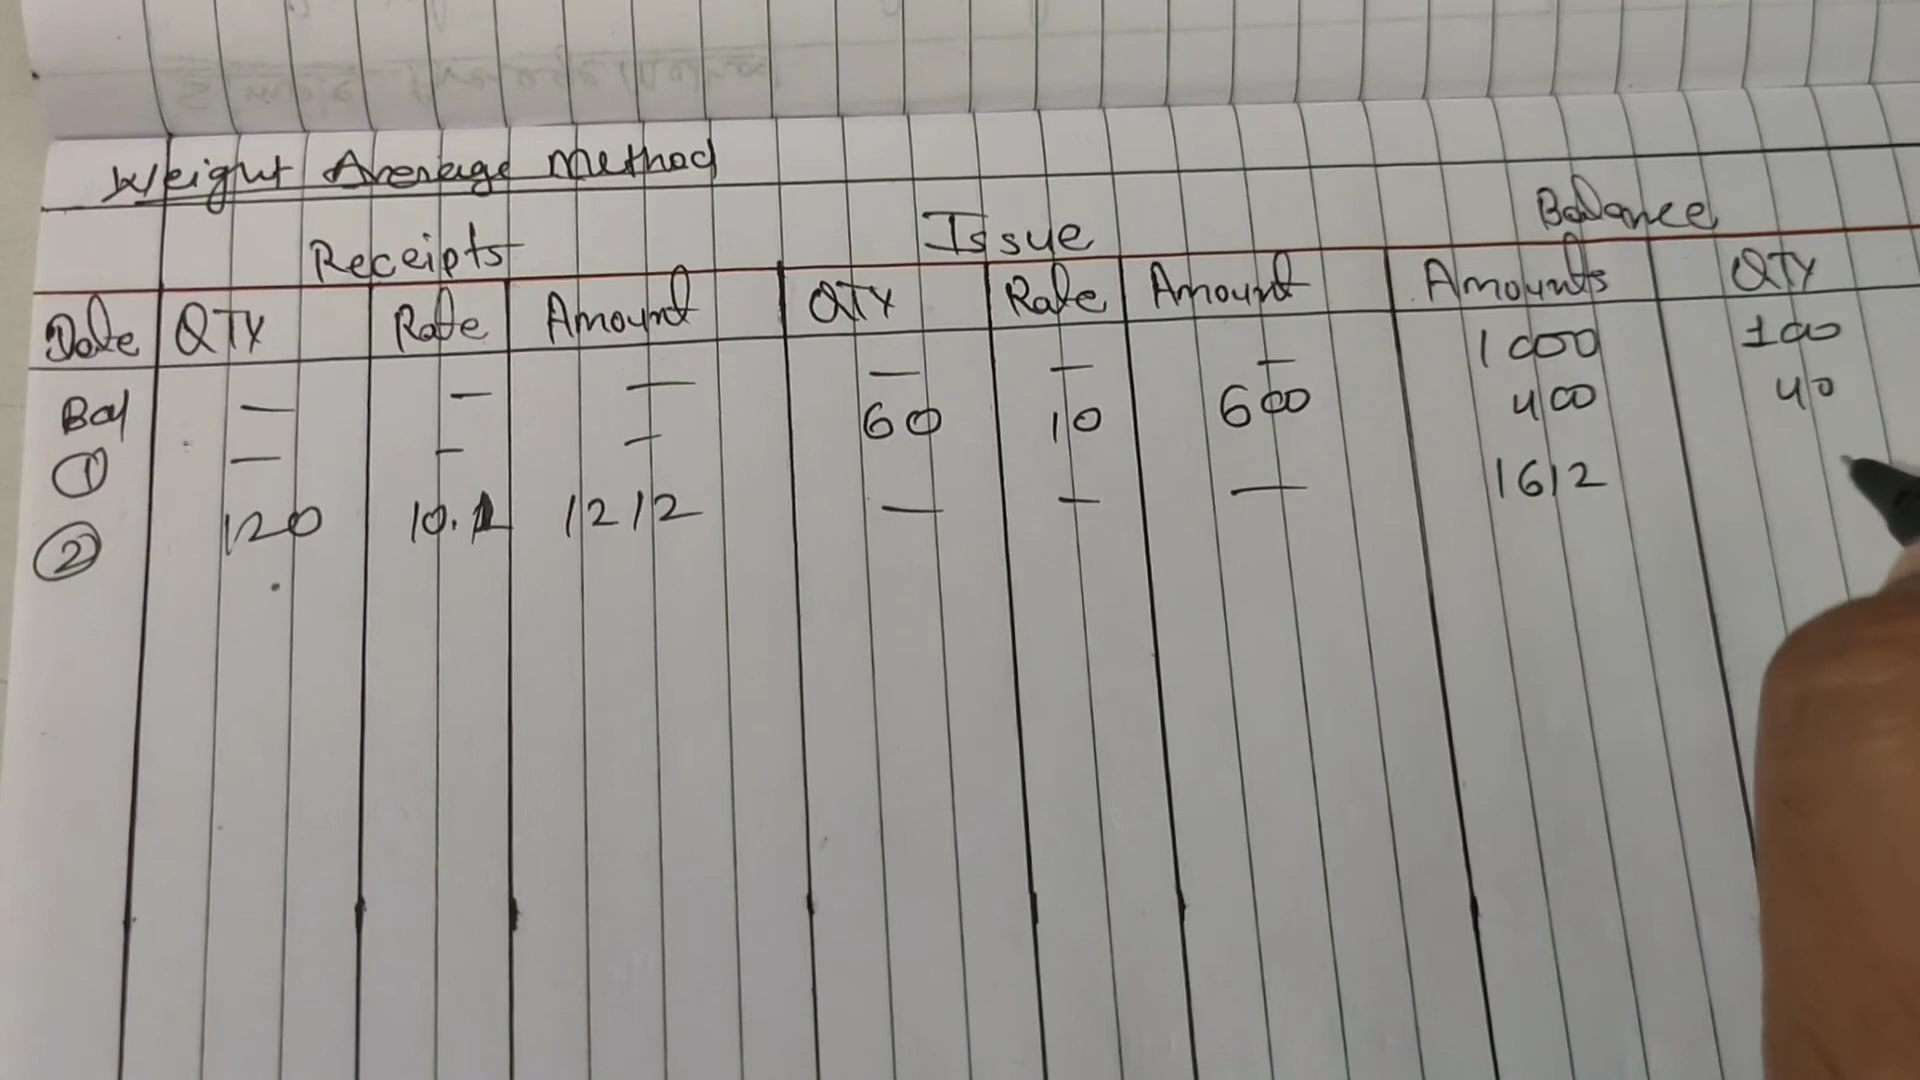 Weight Average Method
Receipts Issue Balance
Date QTY Rate Amount QTY Rate Amount Amounts QTY
Bal — — — — — — 1000 100
① — — — 60 10 600 400 40
② 120 10.1 1212 — — — 1612